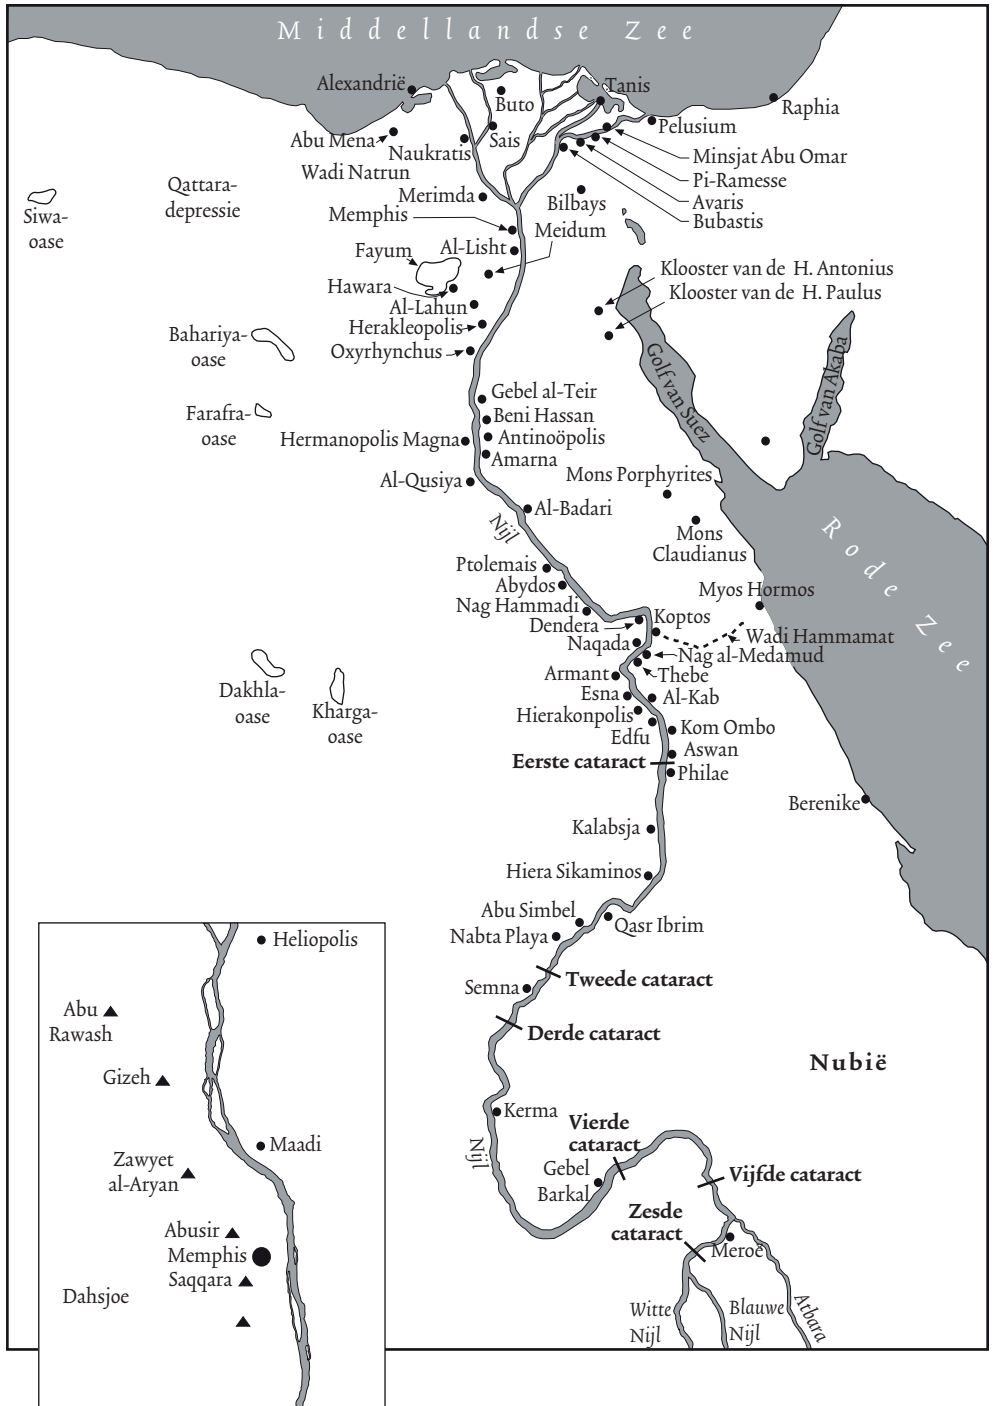 Middellandse Zee
Alexandrië
Tanis
Buto
Raphia
Pelusium
Abu Mena
Sais
Naukratis
Minsjat Abu Omar
Wadi Natrun
Pi-Ramesse
Qattara-
depressie
Merimda
Avaris
Bilbays
Siwa-
oase
Memphis
Bubastis
Meidum
Fayum
Al-Lisht
Klooster van de H. Antonius
Hawara
Klooster van de H. Paulus
Al-Lahun
Herakleopolis
Bahariya-
oase
Oxyrhynchus
Golf van Suez
Golf van Akaba
Gebel al-Teir
Farafra-
oase
Beni Hassan
Hermanopolis Magna
Antinoöpolis
Amarna
Al-Qusiya
Mons Porphyrites
Al-Badari
Nijl
Mons
Claudianus
Rode Zee
Ptolemais
Abydos
Myos Hormos
Nag Hammadi
Koptos
Dendera
Wadi Hammamat
Naqada
Nag al-Medamud
Armant
Thebe
Dakhla-
oase
Esna
Al-Kab
Kharga-
oase
Hierakonpolis
Edfu
Kom Ombo
Aswan
Eerste cataract
Philae
Berenike
Kalabsja
Hiera Sikaminos
Abu Simbel
Qasr Ibrim
Nabta Playa
Tweede cataract
Semna
Derde cataract
Nubië
Kerma
Vierde
cataract
Nijl
Gebel
Barkal
Vijfde cataract
Zesde
cataract
Meroë
Witte
Nijl
Blauwe
Nijl
Atbara
Heliopolis
Abu
Rawash
Gizeh
Maadi
Zawyet
al-Aryan
Abusir
Memphis
Saqqara
Dahsjoe